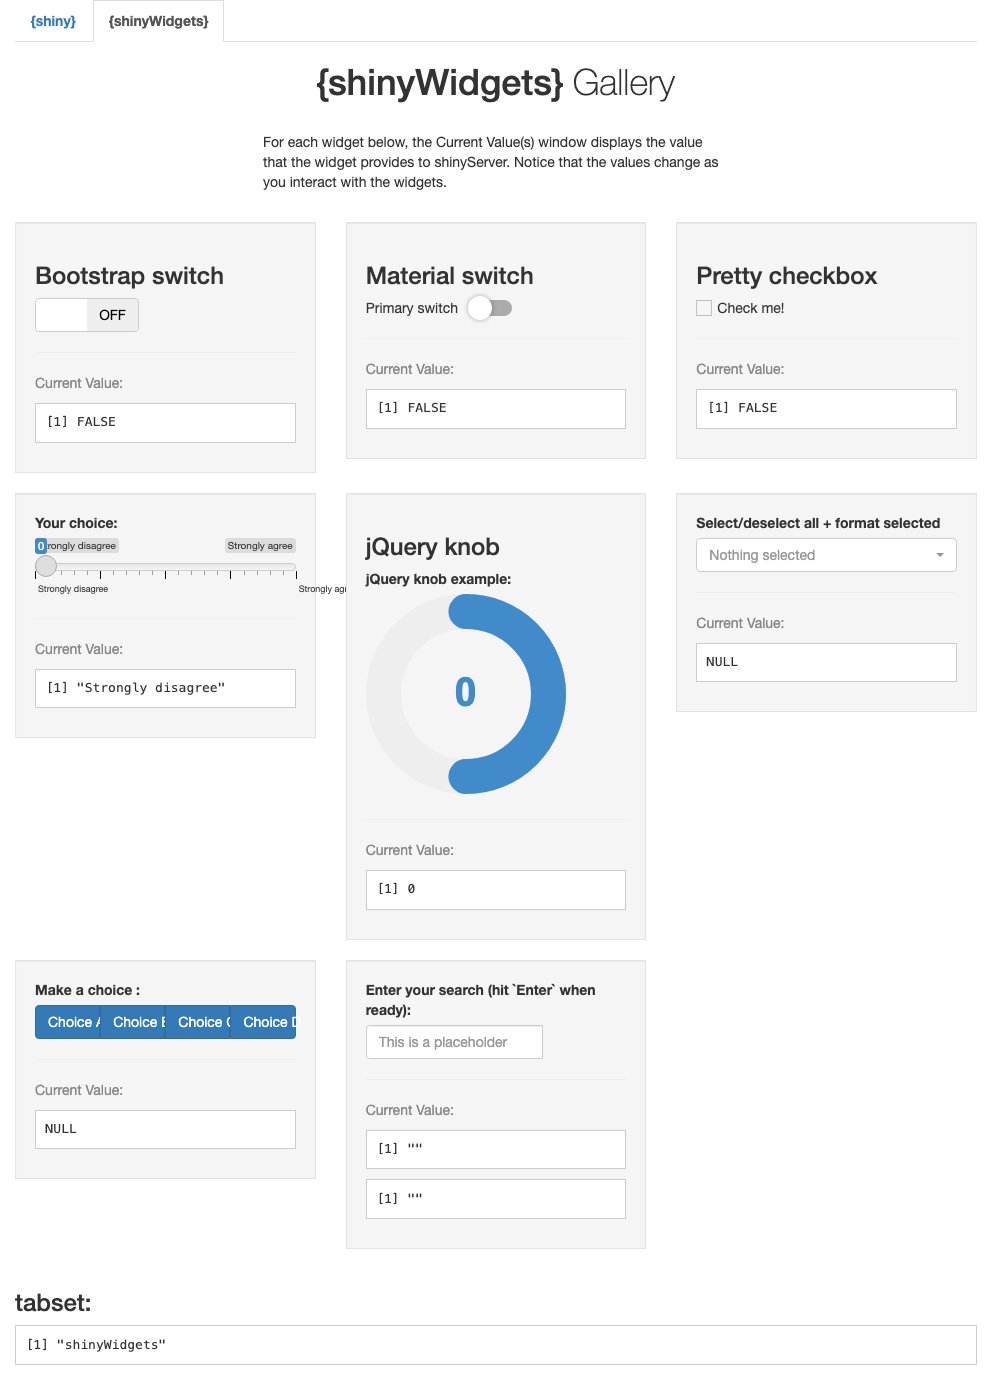 {shiny} {shinyWidgets}
{shinyWidgets} Gallery
For each widget below, the Current Value(s) window displays the value
that the widget provides to shinyServer. Notice that the values change as
you interact with the widgets.
Bootstrap switch
OFF
Current Value:
[1] FALSE
Material switch
Primary switch
Current Value:
[1] FALSE
Pretty checkbox
Check me!
Current Value:
[1] FALSE
Your choice:
0 rongly disagree Strongly agree
Strongly disagree Strongly agr
Current Value:
[1] "Strongly disagree"
jQuery knob
jQuery knob example:
0
Current Value:
[1] 0
Select/deselect all + format selected
Nothing selected
Current Value:
NULL
Make a choice :
Choice A Choice B Choice C Choice D
Current Value:
NULL
Enter your search (hit `Enter` when
ready):
This is a placeholder
Current Value:
[1] ""
[1] ""
tabset:
[1] "shinyWidgets"